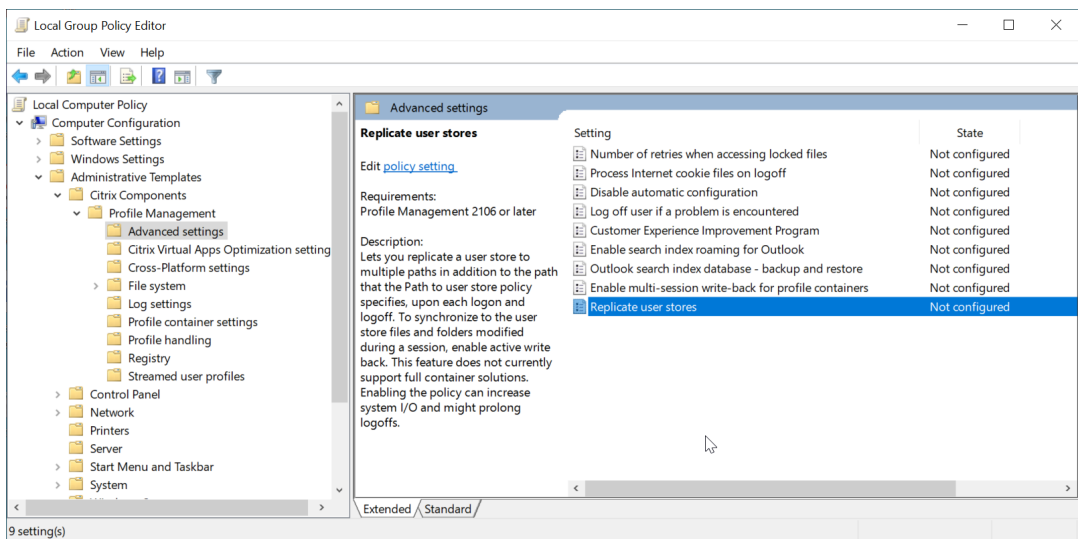 Local Group Policy Editor
File Action View Help
Local Computer Policy
Computer Configuration
Software Settings
Windows Settings
Administrative Templates
Citrix Components
Profile Management
Advanced settings
Citrix Virtual Apps Optimization setting
Cross-Platform settings
File system
Log settings
Profile container settings
Profile handling
Registry
Streamed user profiles
Control Panel
Network
Printers
Server
Start Menu and Taskbar
System
Advanced settings
Replicate user stores
Edit policy setting
Requirements:
Profile Management 2106 or later
Description:
Lets you replicate a user store to
multiple paths in addition to the path
that the Path to user store policy
specifies, upon each logon and
logoff. To synchronize to the user
store files and folders modified
during a session, enable active write
back. This feature does not currently
support full container solutions.
Enabling the policy can increase
system I/O and might prolong
logoffs.
Setting State
Number of retries when accessing locked files Not configured
Process Internet cookie files on logoff Not configured
Disable automatic configuration Not configured
Log off user if a problem is encountered Not configured
Customer Experience Improvement Program Not configured
Enable search index roaming for Outlook Not configured
Outlook search index database - backup and restore Not configured
Enable multi-session write-back for profile containers Not configured
Replicate user stores Not configured
Extended Standard
9 setting(s)